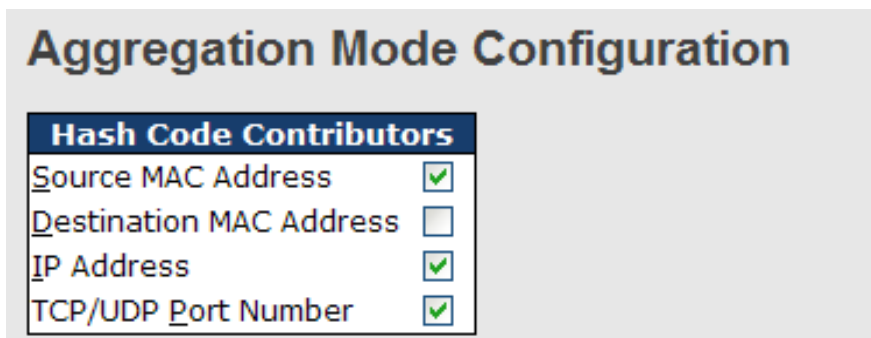 Aggregation Mode Configuration
Hash Code Contributors
Source MAC Address
Destination MAC Address
IP Address
TCP/UDP Port Number